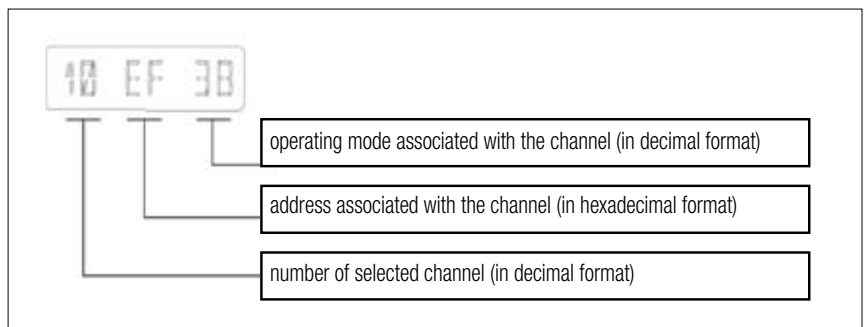 10 EF 3B
operating mode associated with the channel (in decimal format)
address associated with the channel (in hexadecimal format)
number of selected channel (in decimal format)